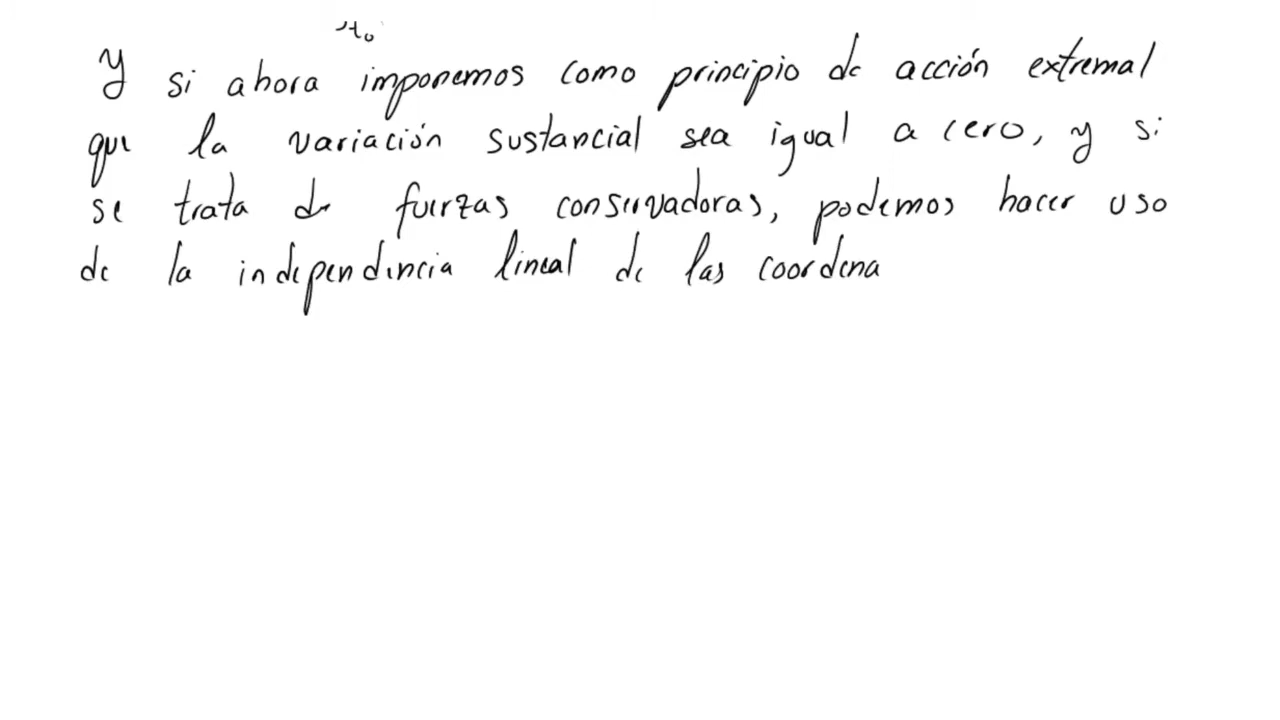 t₀
Y si ahora imponemos como principio de acción extremal
que la variación sustancial sea igual a cero, y si
se trata de fuerzas conservadoras, podemos hacer uso
de la independencia lineal de las coordena